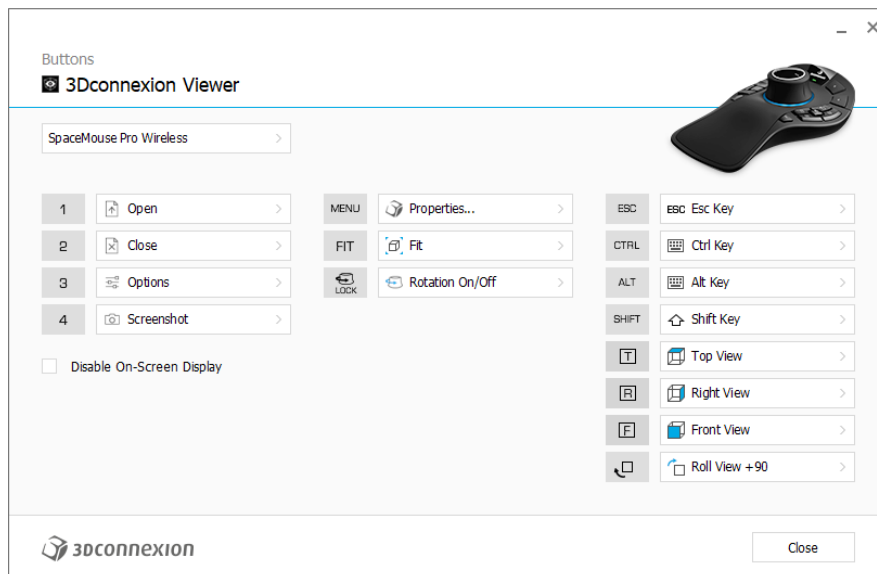 Buttons
3Dconnexion Viewer
SpaceMouse Pro Wireless
1 Open
2 Close
3 Options
4 Screenshot
Disable On-Screen Display
MENU Properties...
FIT Fit
LOCK Rotation On/Off
ESC ESC Esc Key
CTRL Ctrl Key
ALT Alt Key
SHIFT Shift Key
T Top View
R Right View
F Front View
Roll View +90
3DCONNEXION
Close